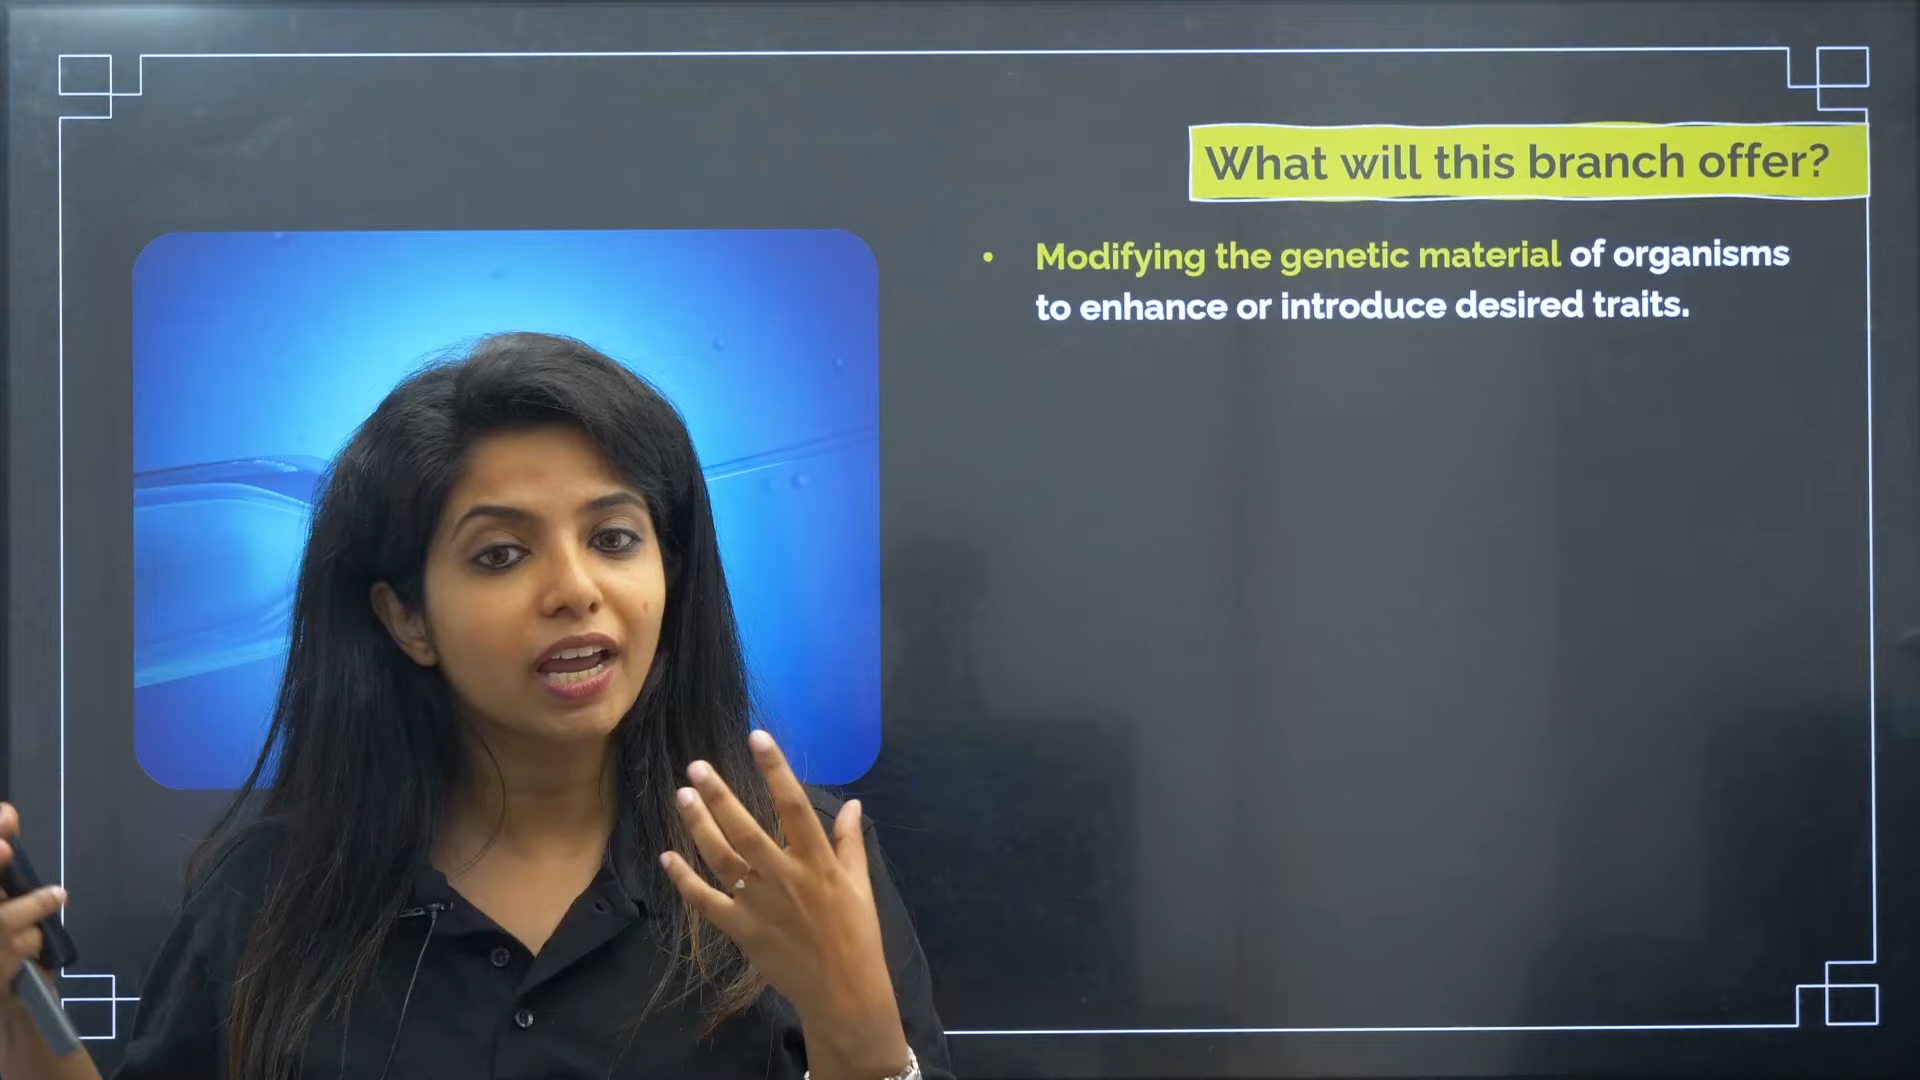 What will this branch offer?
• Modifying the genetic material of organisms
to enhance or introduce desired traits.